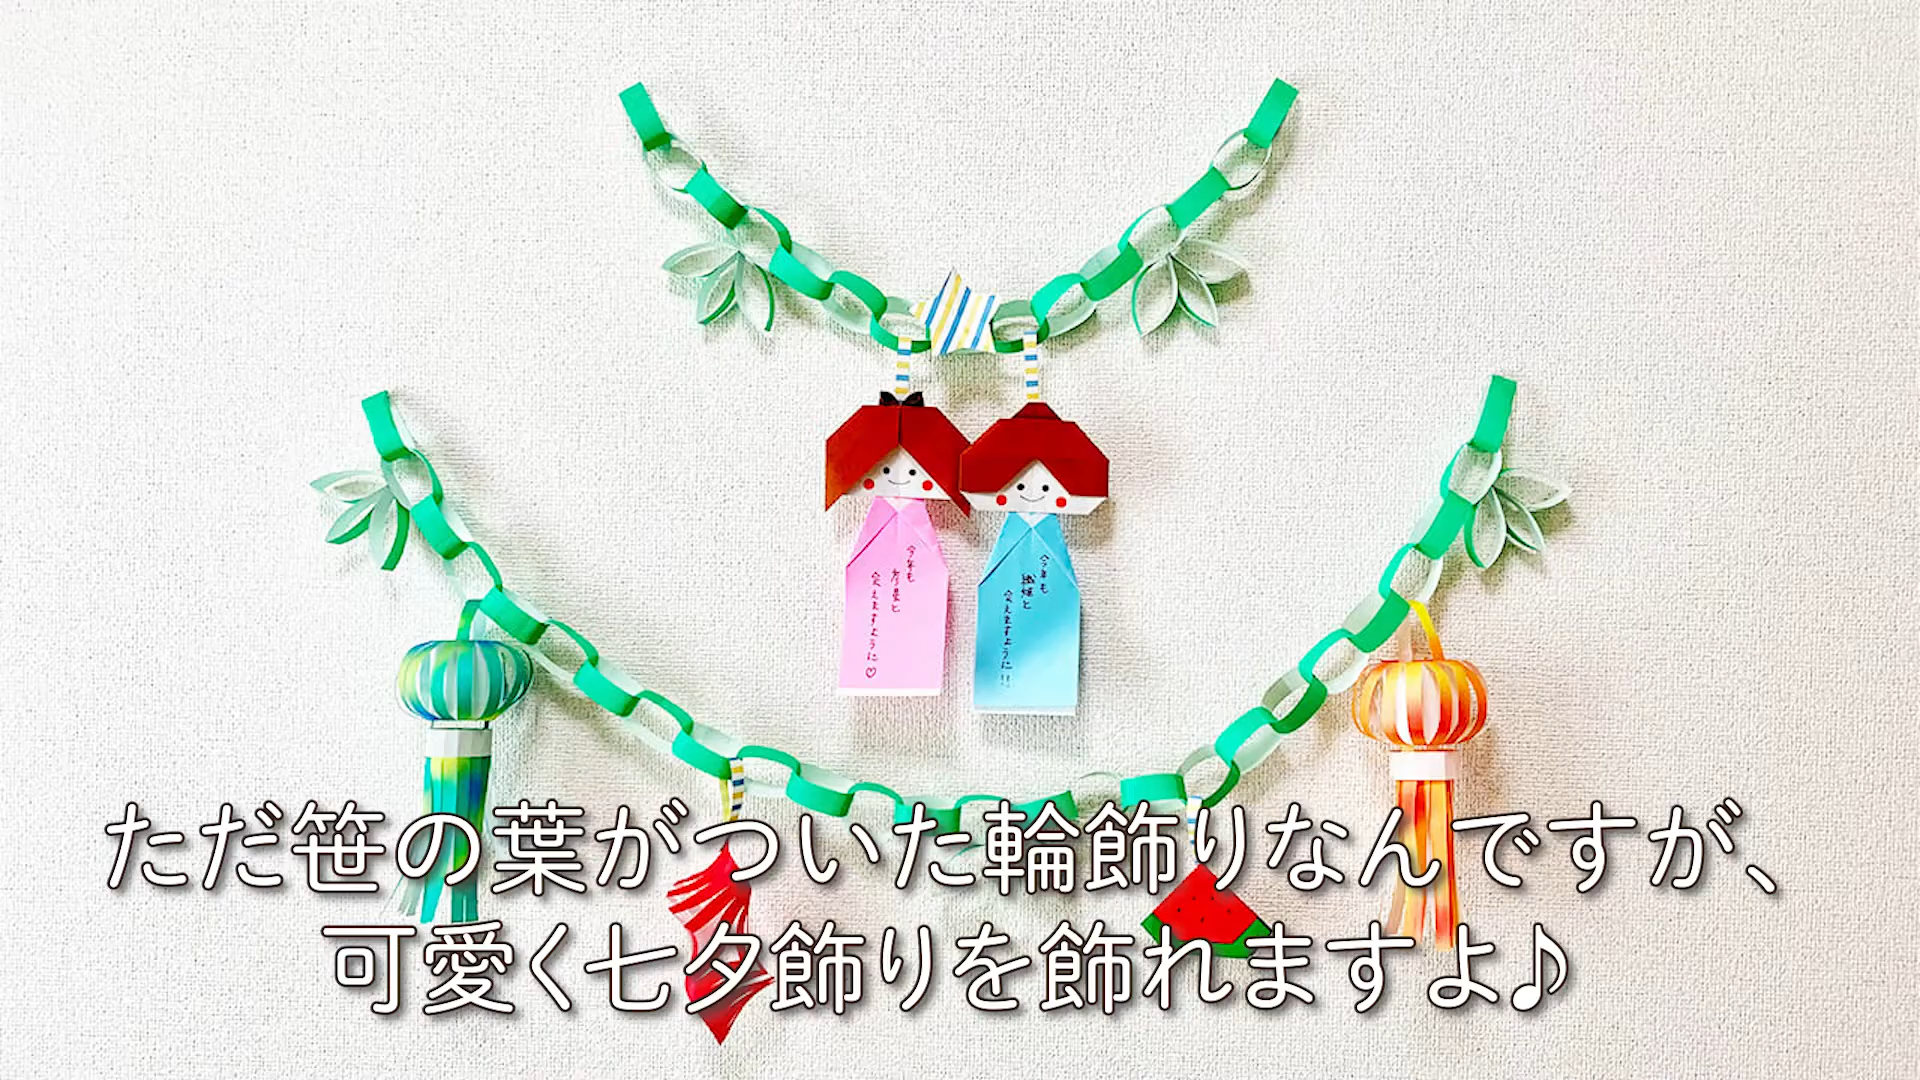 ただ笹の葉がついた輪飾りなんですが、
可愛く七夕飾りを飾れますよ♪
今年も
彦星と
会えますように♡
今年も
織姫と
会えますように!!